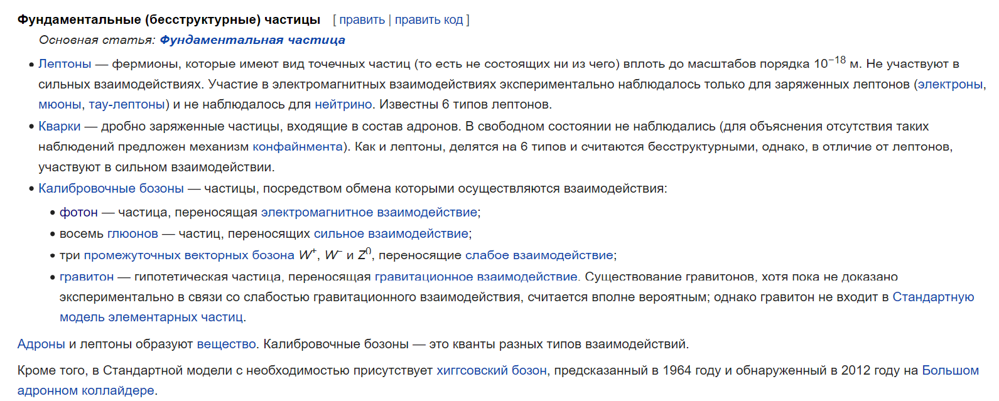 Фундаментальные (бесструктурные) частицы [ править | править код ]
Основная статья: Фундаментальная частица
• Лептоны — фермионы, которые имеют вид точечных частиц (то есть не состоящих ни из чего) вплоть до масштабов порядка 10⁻¹⁸ м. Не участвуют в
сильных взаимодействиях. Участие в электромагнитных взаимодействиях экспериментально наблюдалось только для заряженных лептонов (электроны,
мюоны, тау-лептоны) и не наблюдалось для нейтрино. Известны 6 типов лептонов.
• Кварки — дробно заряженные частицы, входящие в состав адронов. В свободном состоянии не наблюдались (для объяснения отсутствия таких
наблюдений предложен механизм конфайнмента). Как и лептоны, делятся на 6 типов и считаются бесструктурными, однако, в отличие от лептонов,
участвуют в сильном взаимодействии.
• Калибровочные бозоны — частицы, посредством обмена которыми осуществляются взаимодействия:
• фотон — частица, переносящая электромагнитное взаимодействие;
• восемь глюонов — частиц, переносящих сильное взаимодействие;
• три промежуточных векторных бозона W⁺, W⁻ и Z⁰, переносящие слабое взаимодействие;
• гравитон — гипотетическая частица, переносящая гравитационное взаимодействие. Существование гравитонов, хотя пока не доказано
экспериментально в связи со слабостью гравитационного взаимодействия, считается вполне вероятным; однако гравитон не входит в Стандартную
модель элементарных частиц.
Адроны и лептоны образуют вещество. Калибровочные бозоны — это кванты разных типов взаимодействий.
Кроме того, в Стандартной модели с необходимостью присутствует хиггсовский бозон, предсказанный в 1964 году и обнаруженный в 2012 году на Большом
адронном коллайдере.